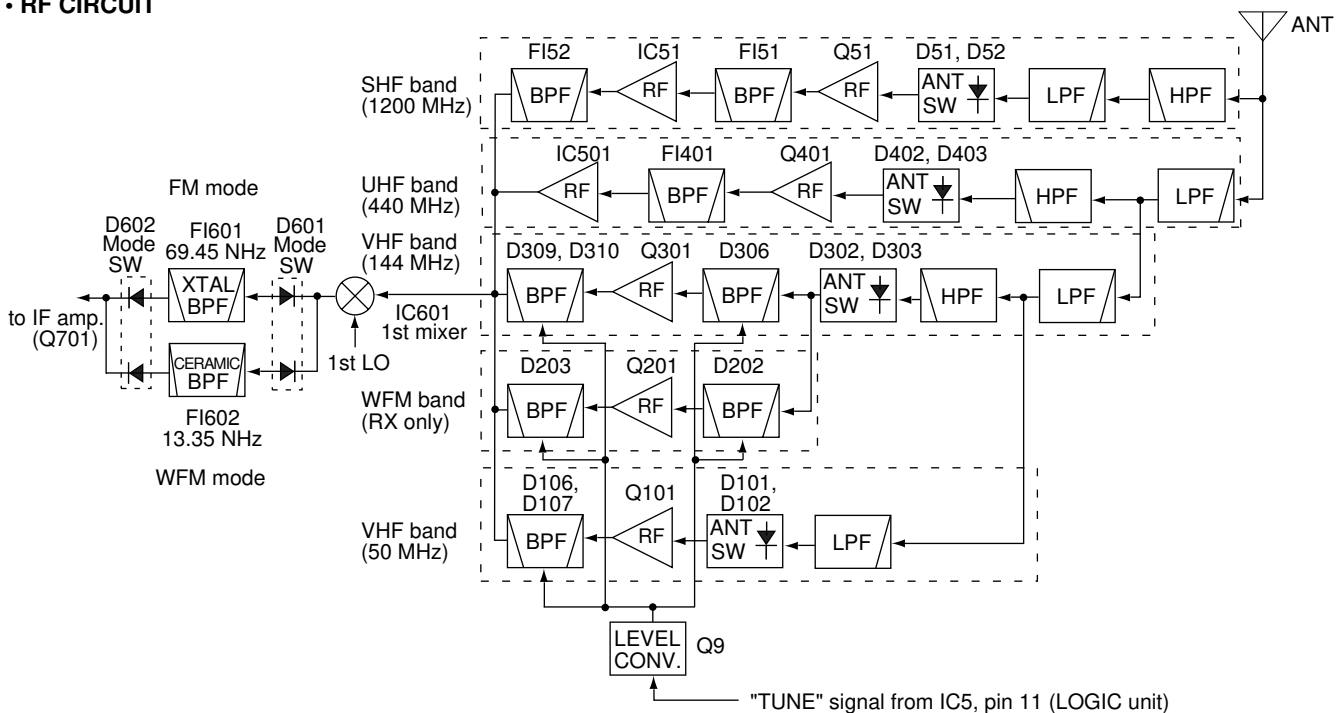 • RF CIRCUIT
ANT
SHF band
(1200 MHz)
FI52
BPF
IC51
RF
FI51
BPF
Q51
RF
D51, D52
ANT
SW
LPF
HPF
UHF band
(440 MHz)
IC501
RF
FI401
BPF
Q401
RF
D402, D403
ANT
SW
HPF
LPF
VHF band
(144 MHz)
D309, D310
BPF
Q301
RF
D306
BPF
D302, D303
ANT
SW
HPF
LPF
FM mode
D602
Mode
SW
FI601
69.45 NHz
XTAL
BPF
D601
Mode
SW
to IF amp.
(Q701)
CERAMIC
BPF
FI602
13.35 NHz
WFM mode
IC601
1st mixer
1st LO
WFM band
(RX only)
D203
BPF
Q201
RF
D202
BPF
VHF band
(50 MHz)
D106,
D107
BPF
Q101
RF
D101,
D102
ANT
SW
LPF
LEVEL
CONV.
Q9
"TUNE" signal from IC5, pin 11 (LOGIC unit)